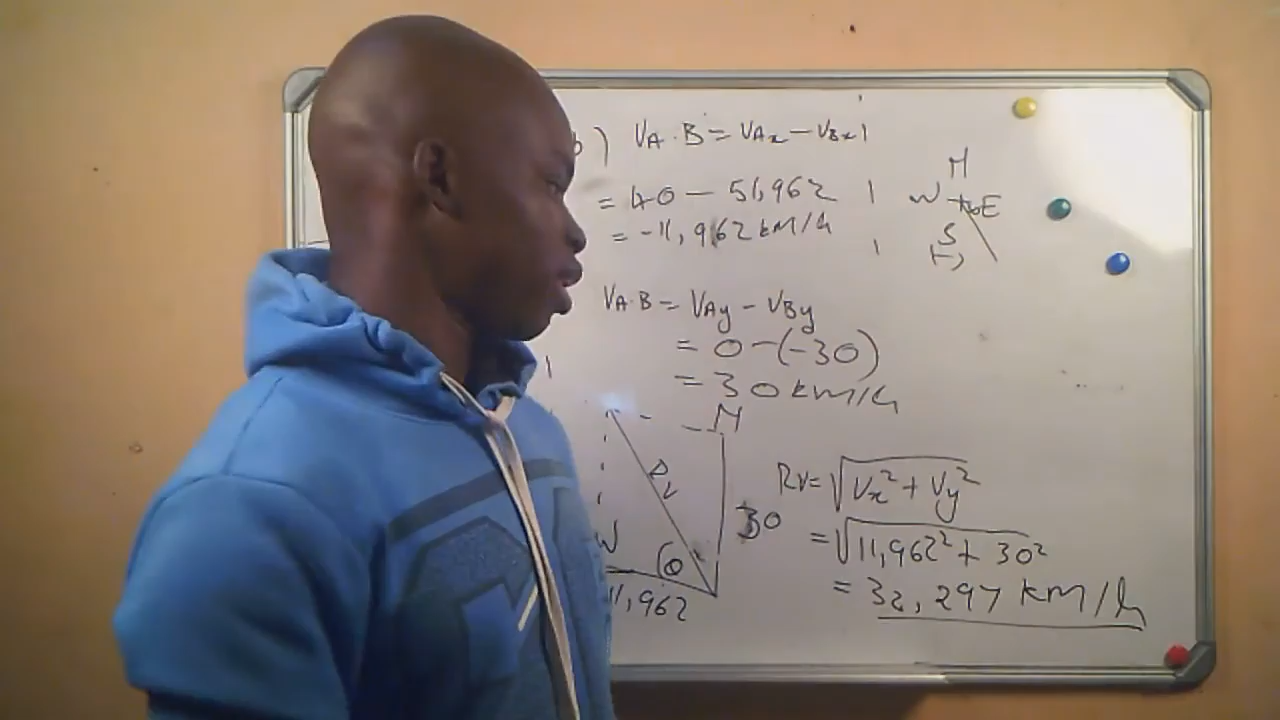 b) VA.B = VAx - VBx
= 40 - 51,962
= -11,962 km/h
N
W E
S
VA.B = VAy - VBy
= 0 - (-30)
= 30 km/h
N
30
W
θ
11,962
RV = √Vx² + Vy²
= √11,962² + 30²
= 32,297 km/h